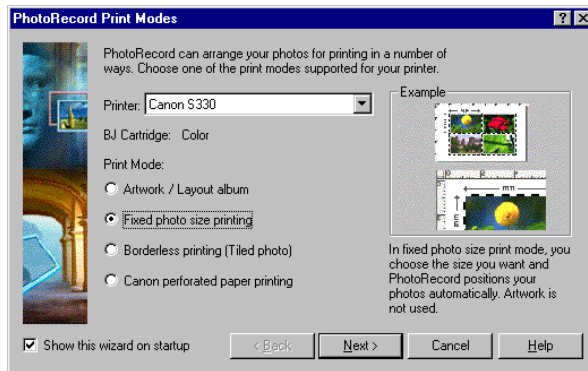 PhotoRecord Print Modes
PhotoRecord can arrange your photos for printing in a number of
ways. Choose one of the print modes supported for your printer.
Printer: Canon S330
BJ Cartridge: Color
Print Mode:
Artwork / Layout album
Fixed photo size printing
Borderless printing (Tiled photo)
Canon perforated paper printing
Example
mm
mm
In fixed photo size print mode, you
choose the size you want and
PhotoRecord positions your
photos automatically. Artwork is
not used.
Show this wizard on startup
< Back
Next >
Cancel
Help